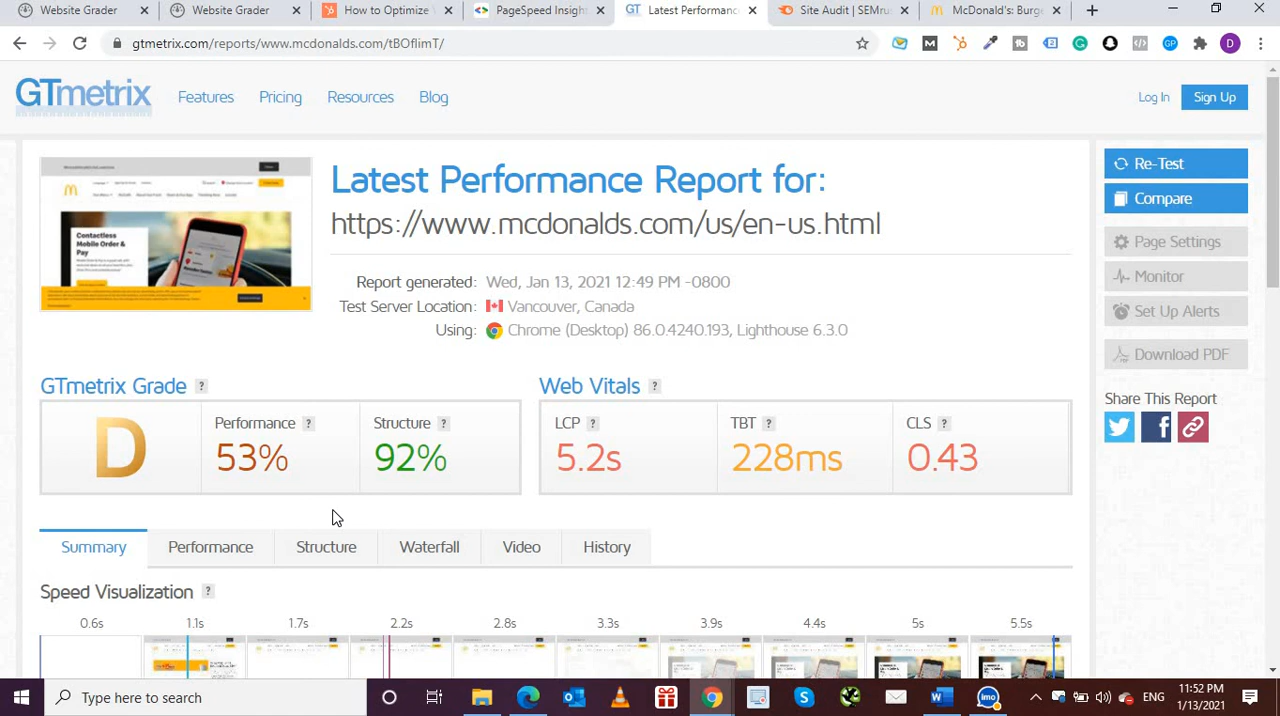 Website Grader
Website Grader
How to Optimize
PageSpeed Insigh
Latest Performanc
Site Audit | SEMru
McDonald's: Burge
gtmetrix.com/reports/www.mcdonalds.com/tBOflimT/
GTmetrix
Features
Pricing
Resources
Blog
Log In
Sign Up
Contactless
Mobile Order &
Pay
Latest Performance Report for:
https://www.mcdonalds.com/us/en-us.html
Report generated: Wed, Jan 13, 2021 12:49 PM -0800
Test Server Location: Vancouver, Canada
Using: Chrome (Desktop) 86.0.4240.193, Lighthouse 6.3.0
Re-Test
Compare
Page Settings
Monitor
Set Up Alerts
Download PDF
Share This Report
GTmetrix Grade ?
D
Performance ?
53%
Structure ?
92%
Web Vitals ?
LCP ?
5.2s
TBT ?
228ms
CLS ?
0.43
Summary
Performance
Structure
Waterfall
Video
History
Speed Visualization ?
0.6s
1.1s
1.7s
2.2s
2.8s
3.3s
3.9s
4.4s
5s
5.5s
Type here to search
ENG
11:52 PM
1/13/2021